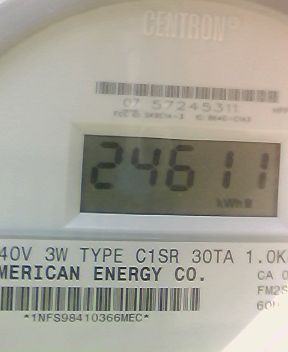 CENTRON®
07 57245311
24611
kWh
40V 3W TYPE C1SR 30TA 1.0K
MERICAN ENERGY CO.
CA 0
FM2S
*1NFS98410366MEC*